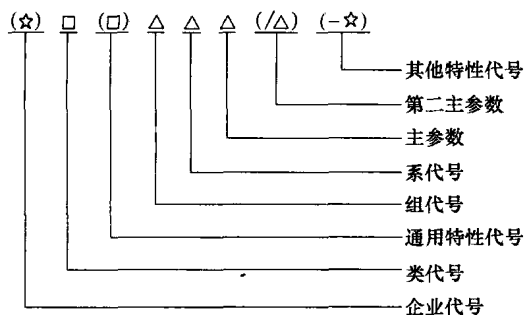 (☆) □ (□) △ △ △ (/△) (-☆)
其他特性代号
第二主参数
主参数
系代号
组代号
通用特性代号
类代号
企业代号